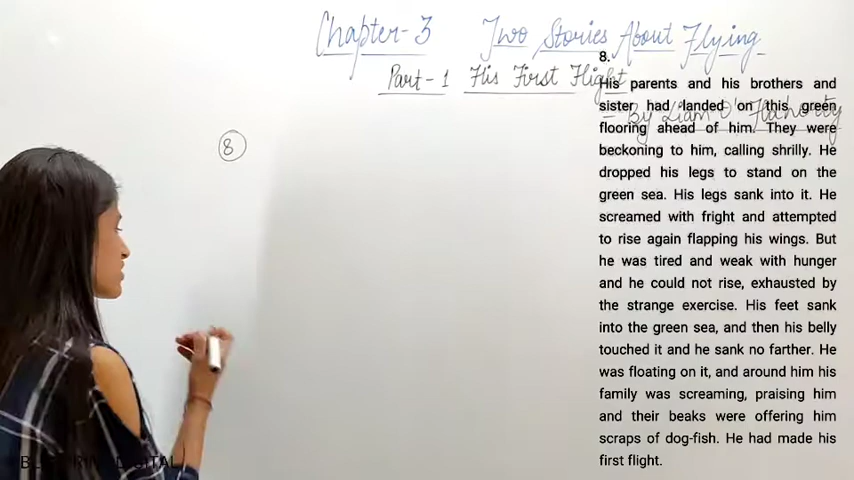 Chapter-3 Two Stories About Flying
Part-1 His First Flight
- By Liam O' Flaherty
8
8.
His parents and his brothers and
sister had landed on this green
flooring ahead of him. They were
beckoning to him, calling shrilly. He
dropped his legs to stand on the
green sea. His legs sank into it. He
screamed with fright and attempted
to rise again flapping his wings. But
he was tired and weak with hunger
and he could not rise, exhausted by
the strange exercise. His feet sank
into the green sea, and then his belly
touched it and he sank no farther. He
was floating on it, and around him his
family was screaming, praising him
and their beaks were offering him
scraps of dog-fish. He had made his
first flight.
DIGITAL